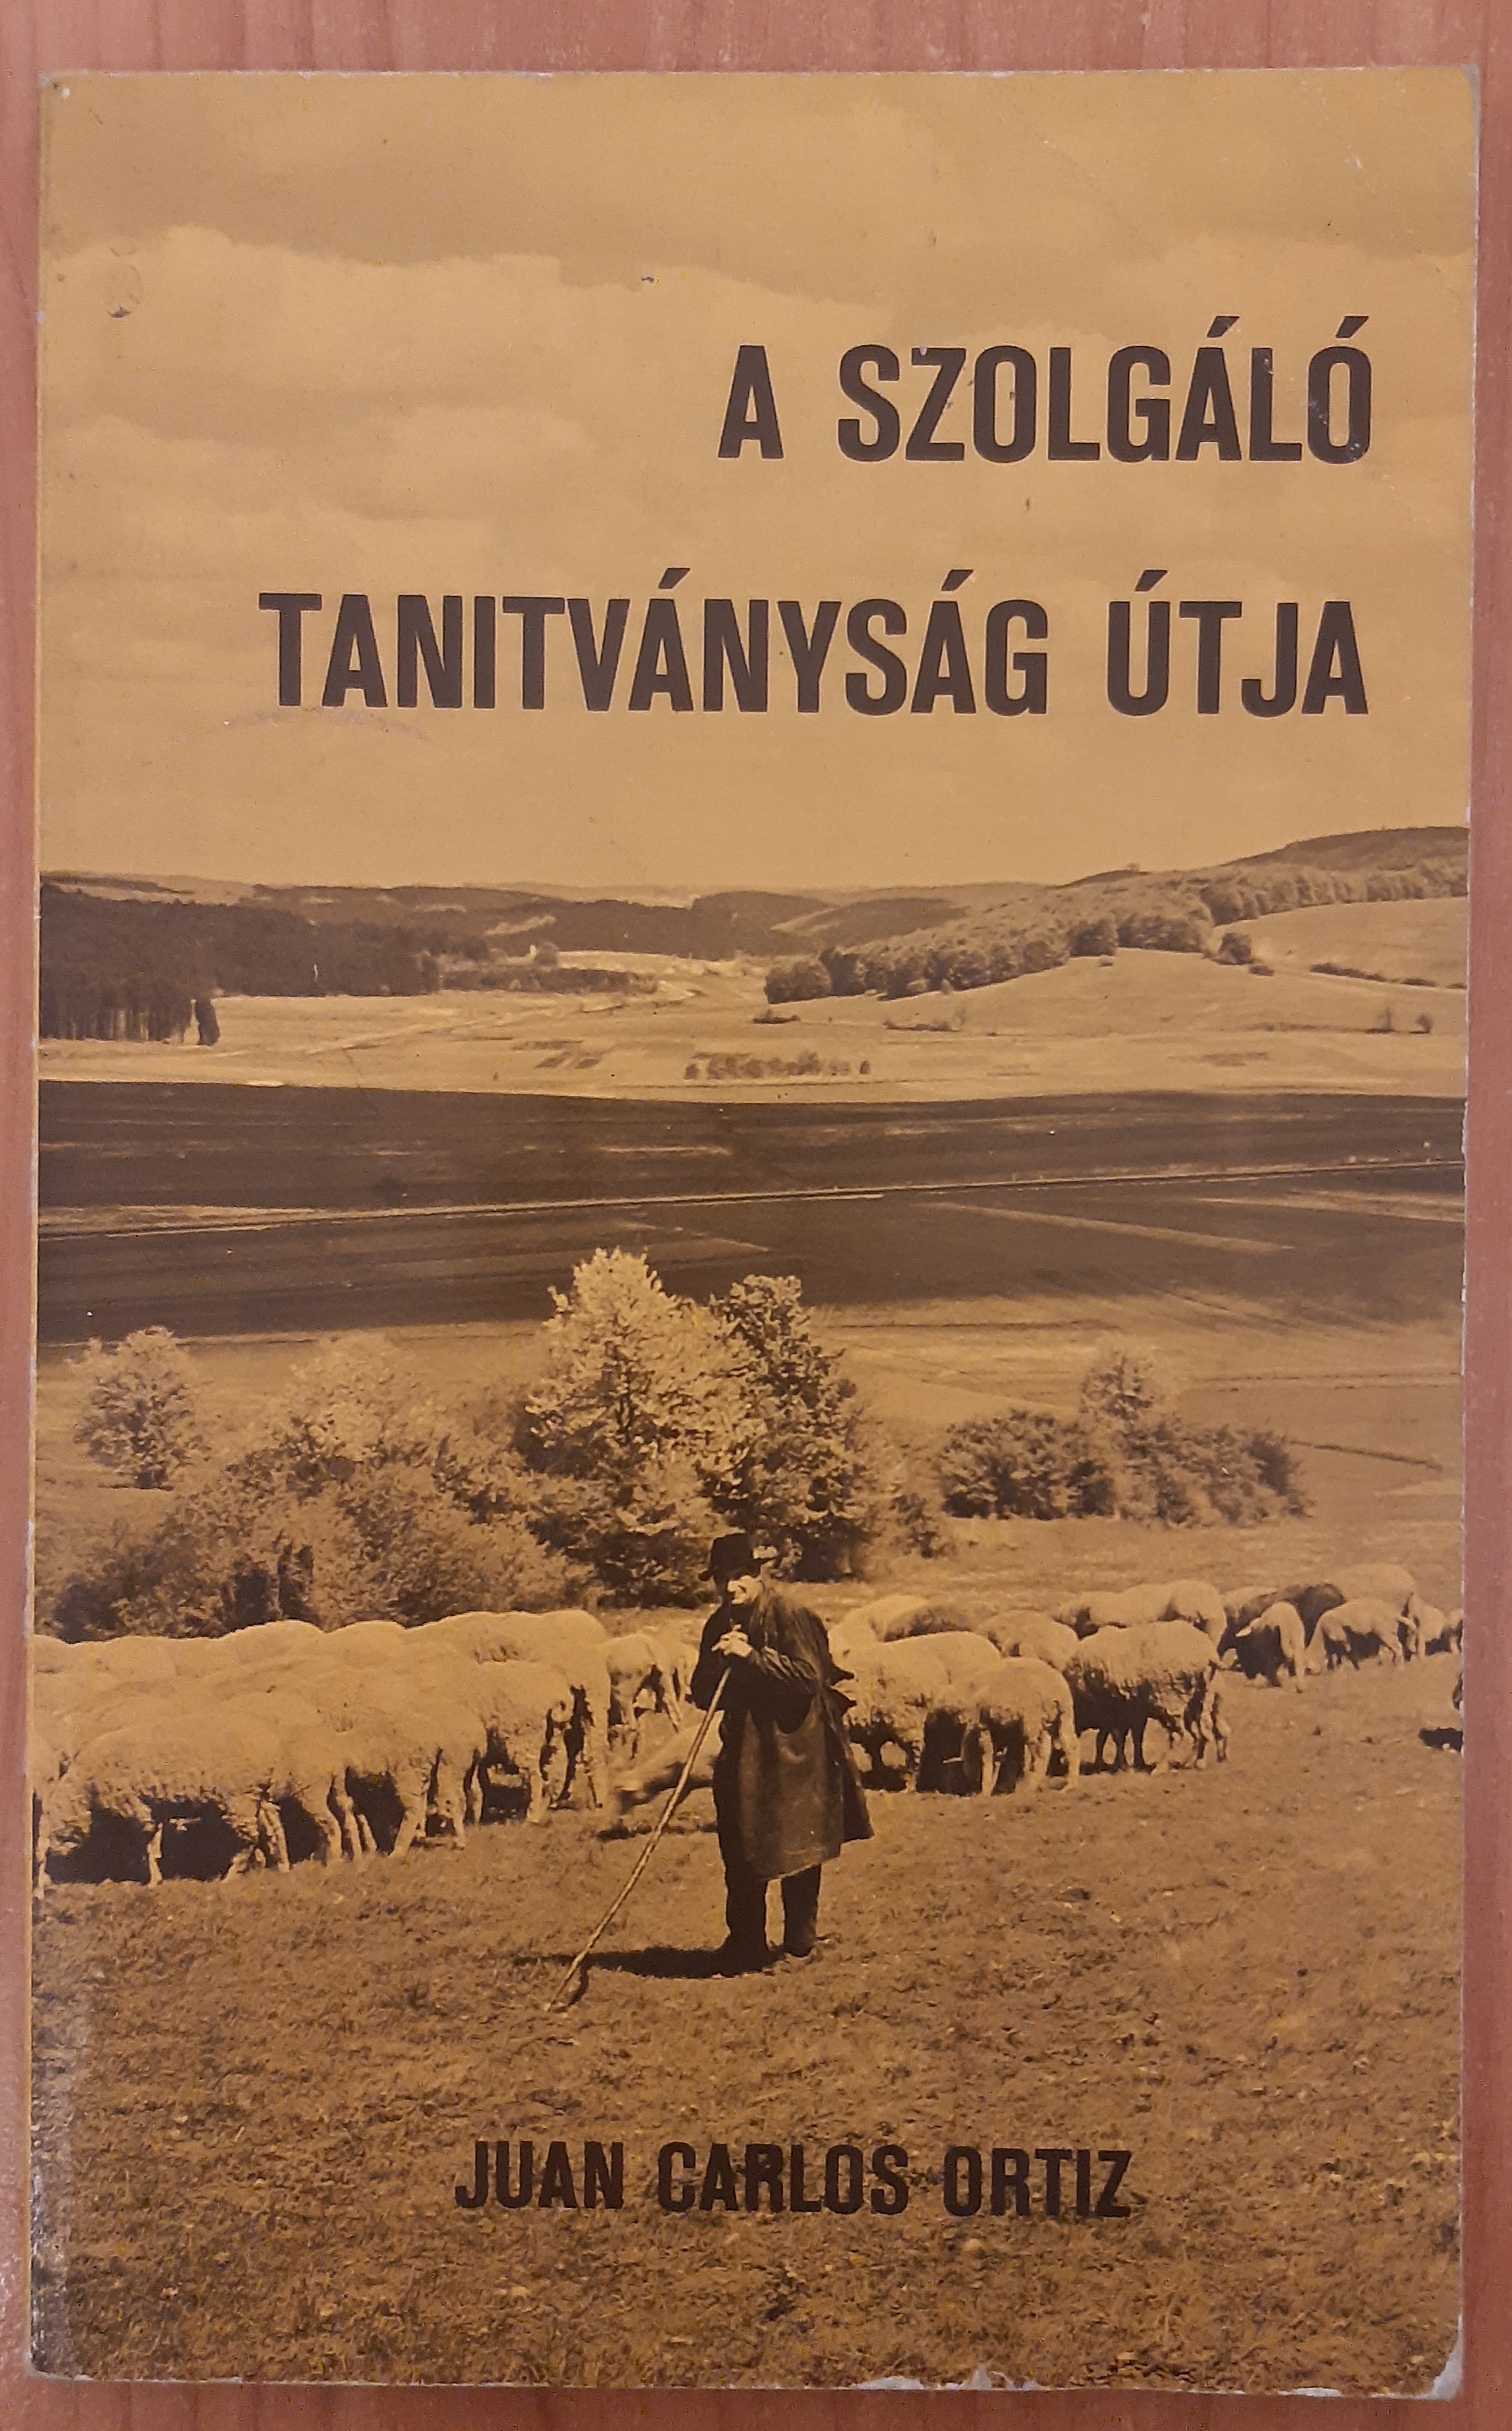 A SZOLGÁLÓ
TANITVÁNYSÁG ÚTJA
JUAN CARLOS ORTIZ